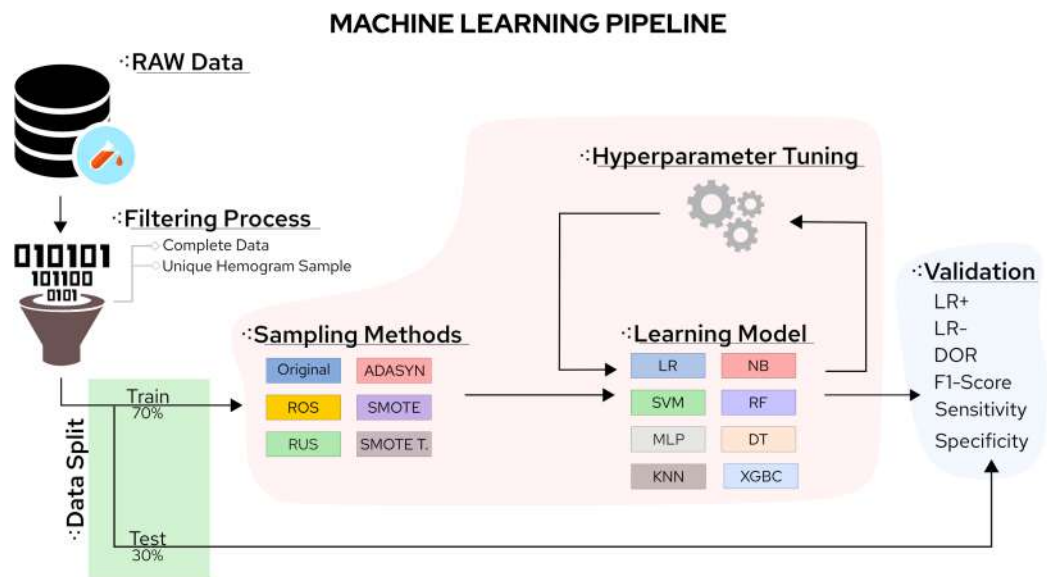 MACHINE LEARNING PIPELINE
RAW Data
Filtering Process
Complete Data
Unique Hemogram Sample
010101
101100
0101
Data Split
Train
70%
Test
30%
Sampling Methods
Original
ADASYN
ROS
SMOTE
RUS
SMOTE T.
Hyperparameter Tuning
Learning Model
LR
NB
SVM
RF
MLP
DT
KNN
XGBC
Validation
LR+
LR-
DOR
F1-Score
Sensitivity
Specificity